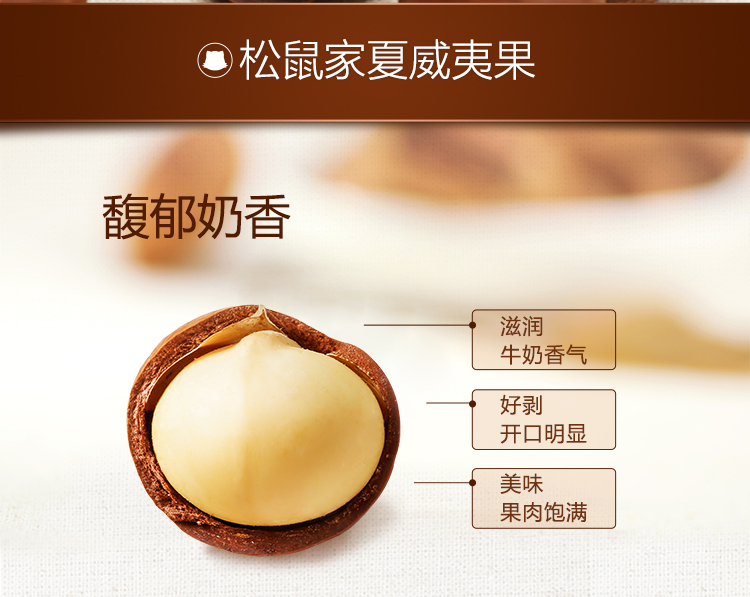 松鼠家夏威夷果
馥郁奶香
滋润
牛奶香气
好剥
开口明显
美味
果肉饱满